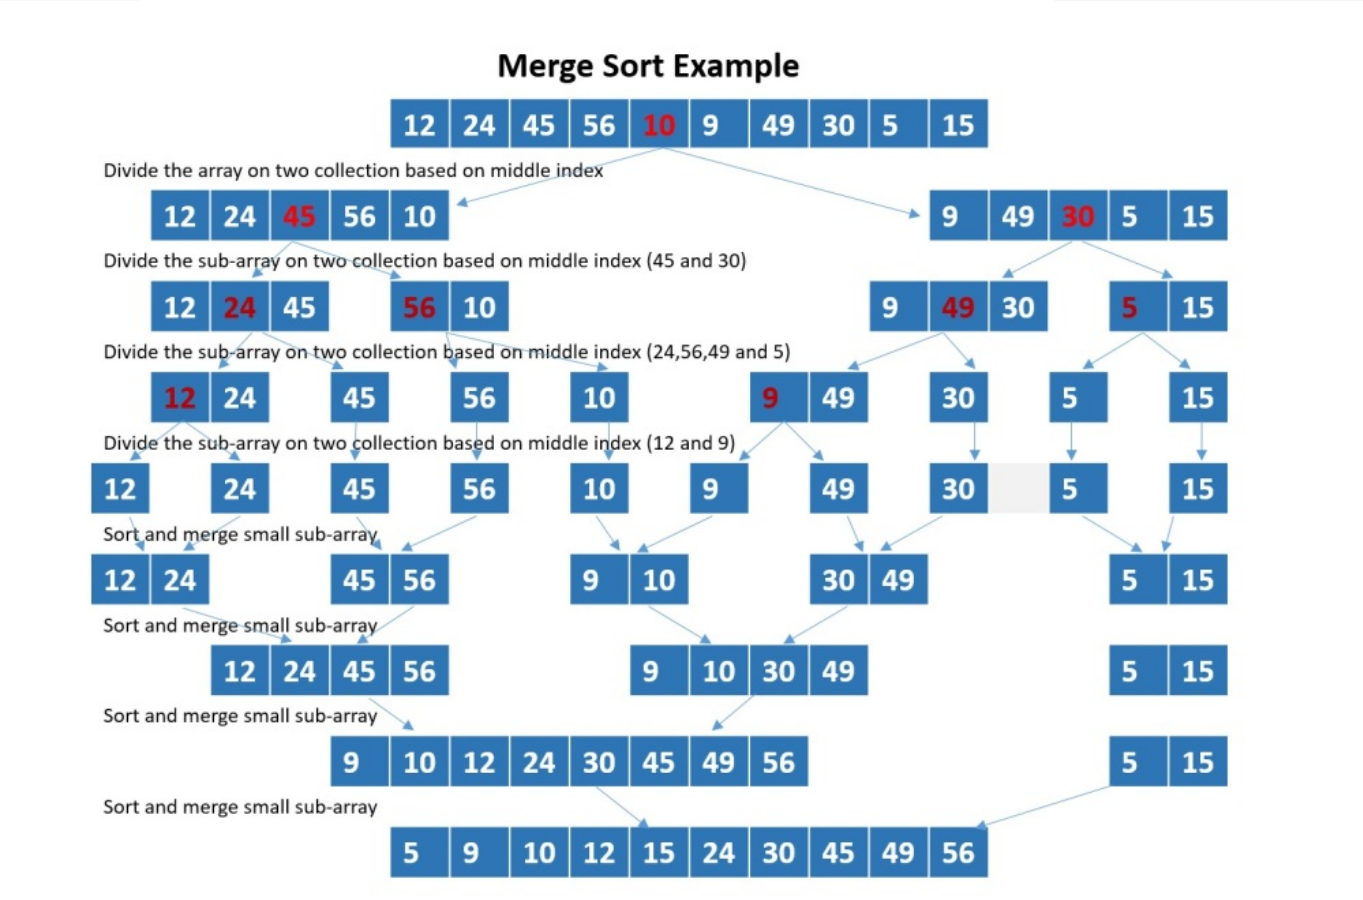 Merge Sort Example
12 24 45 56 10 9 49 30 5 15
Divide the array on two collection based on middle index
12 24 45 56 10 9 49 30 5 15
Divide the sub-array on two collection based on middle index (45 and 30)
12 24 45 56 10 9 49 30 5 15
Divide the sub-array on two collection based on middle index (24,56,49 and 5)
12 24 45 56 10 9 49 30 5 15
Divide the sub-array on two collection based on middle index (12 and 9)
12 24 45 56 10 9 49 30 5 15
Sort and merge small sub-array
12 24 45 56 9 10 30 49 5 15
Sort and merge small sub-array
12 24 45 56 9 10 30 49 5 15
Sort and merge small sub-array
9 10 12 24 30 45 49 56 5 15
Sort and merge small sub-array
5 9 10 12 15 24 30 45 49 56